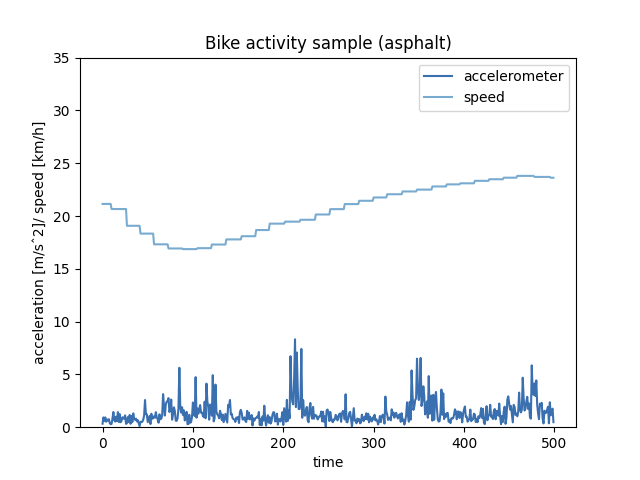 Bike activity sample (asphalt)
accelerometer
speed
acceleration [m/s^2]/ speed [km/h]
35
30
25
20
15
10
5
0
0 100 200 300 400 500
time